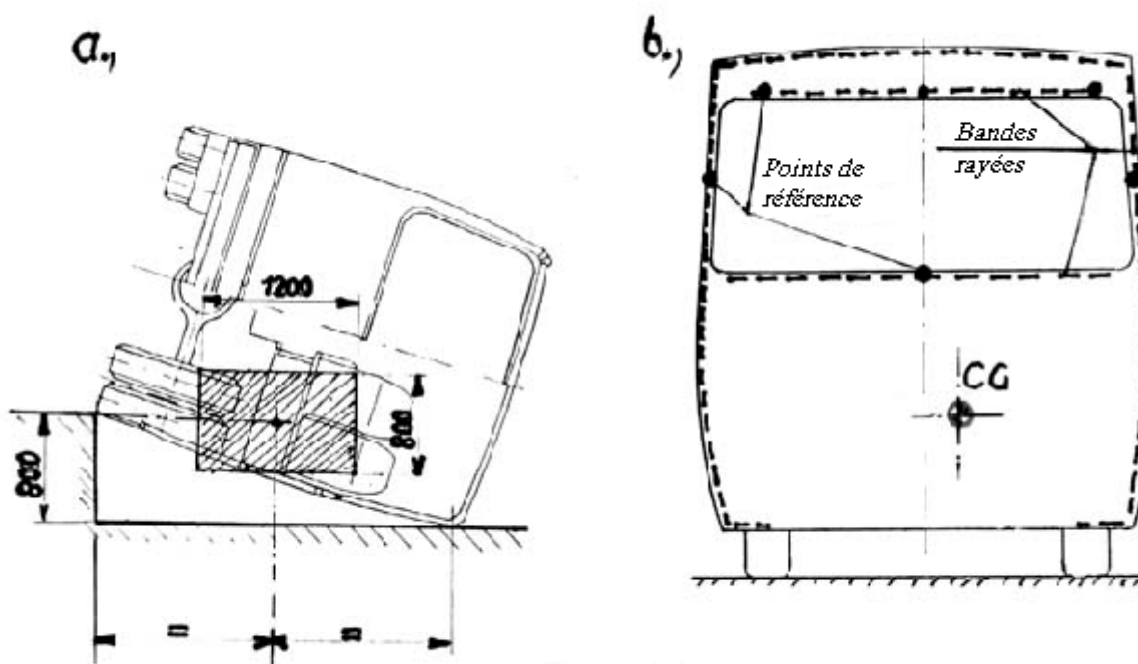 a.,
b.,
1200
800
800
Points de
référence
Bandes
rayées
CG
=
=